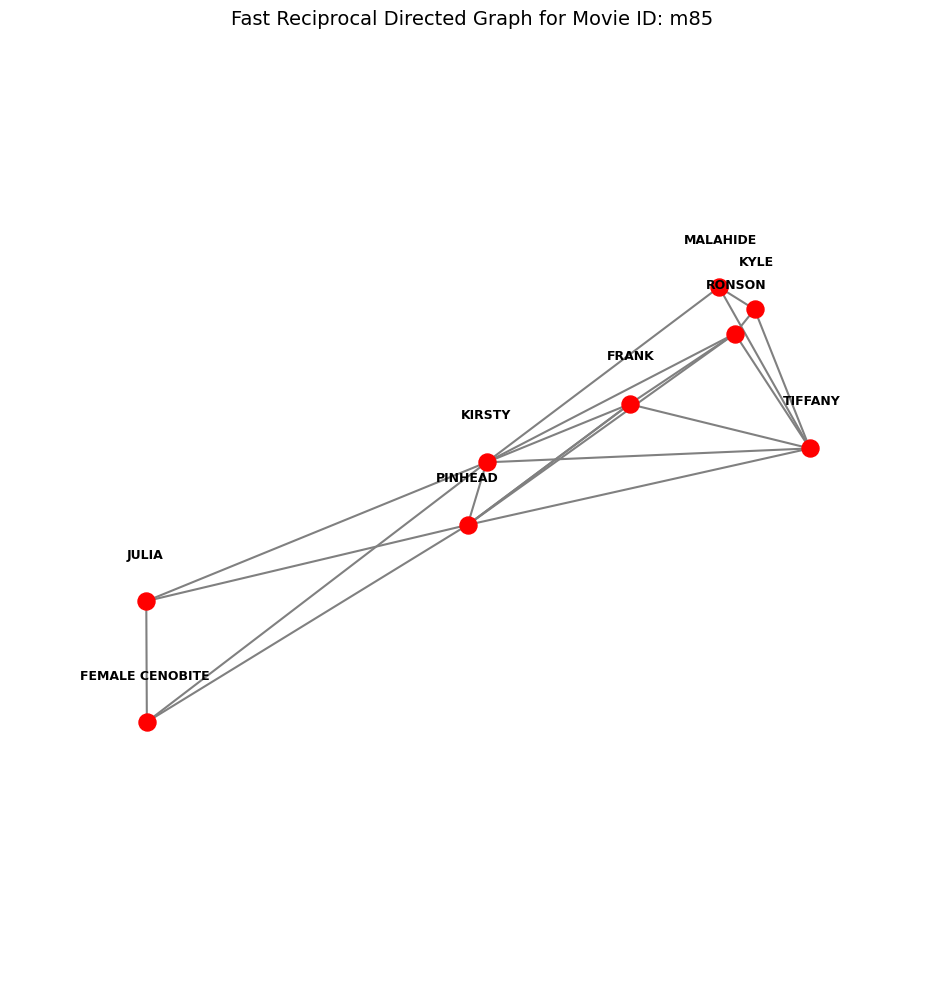 Fast Reciprocal Directed Graph for Movie ID: m85
MALAHIDE
KYLE
RONSON
FRANK
TIFFANY
KIRSTY
PINHEAD
JULIA
FEMALE CENOBITE